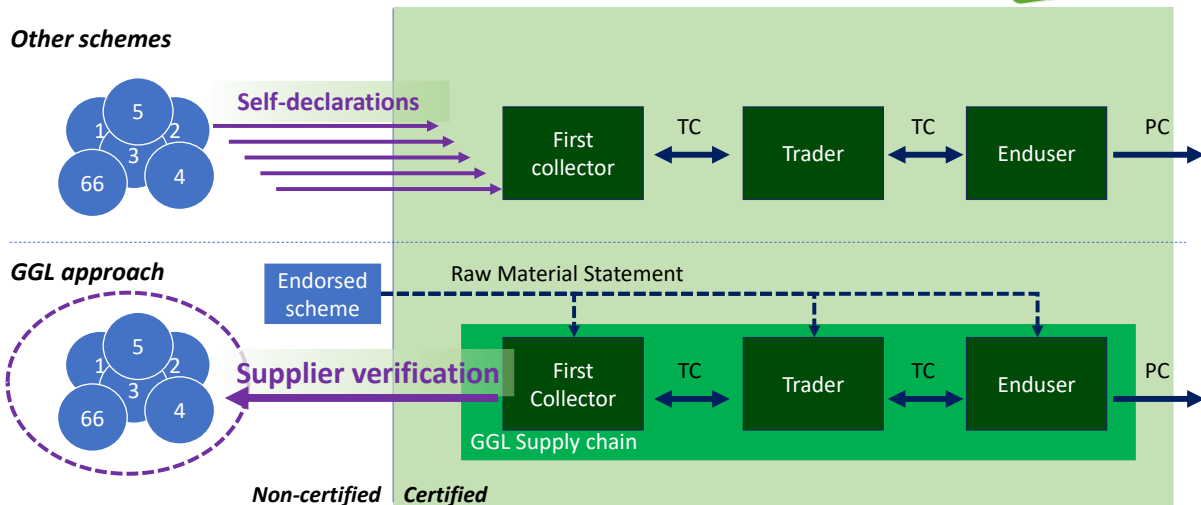 Other schemes
5
1
2
3
66
4
Self-declarations
First
collector
TC
Trader
TC
Enduser
PC
GGL approach
Endorsed
scheme
Raw Material Statement
5
1
2
3
66
4
Supplier verification
First
Collector
TC
Trader
TC
Enduser
PC
GGL Supply chain
Non-certified
Certified